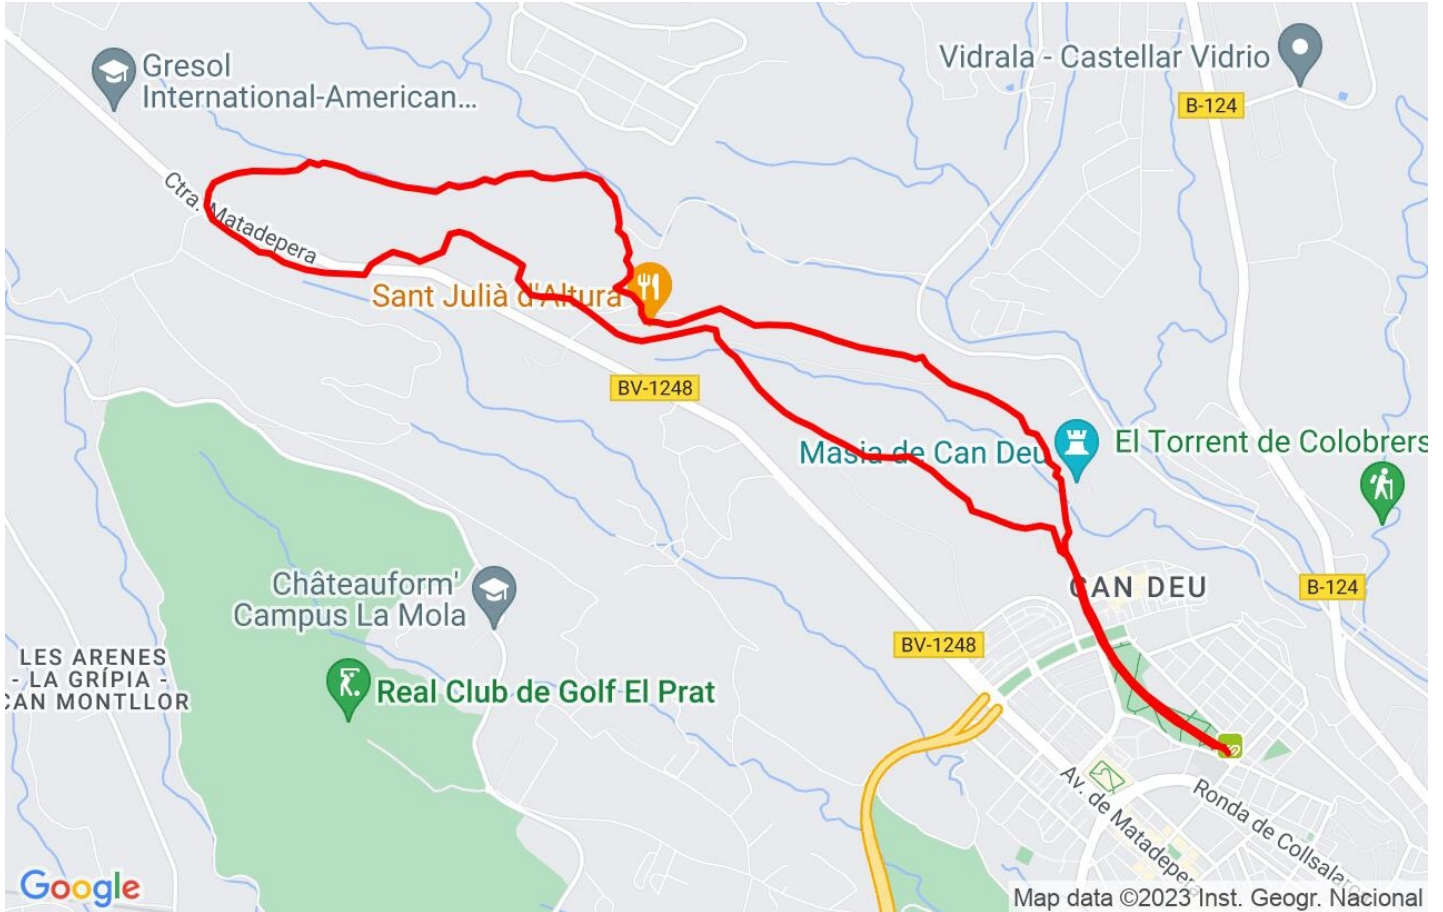 Vidrala - Castellar Vidrio
Gresol
International-American...
B-124
Ctra. Matadepera
Sant Julià d'Altura
BV-1248
Masia de Can Deu
El Torrent de Colobrers
Châteauform'
Campus La Mola
CAN DEU
B-124
BV-1248
LES ARENES
- LA GRÍPIA -
CAN MONTLLOR
Real Club de Golf El Prat
Av. de Matadepera
Ronda de Collsalarca
Google
Map data ©2023 Inst. Geogr. Nacional